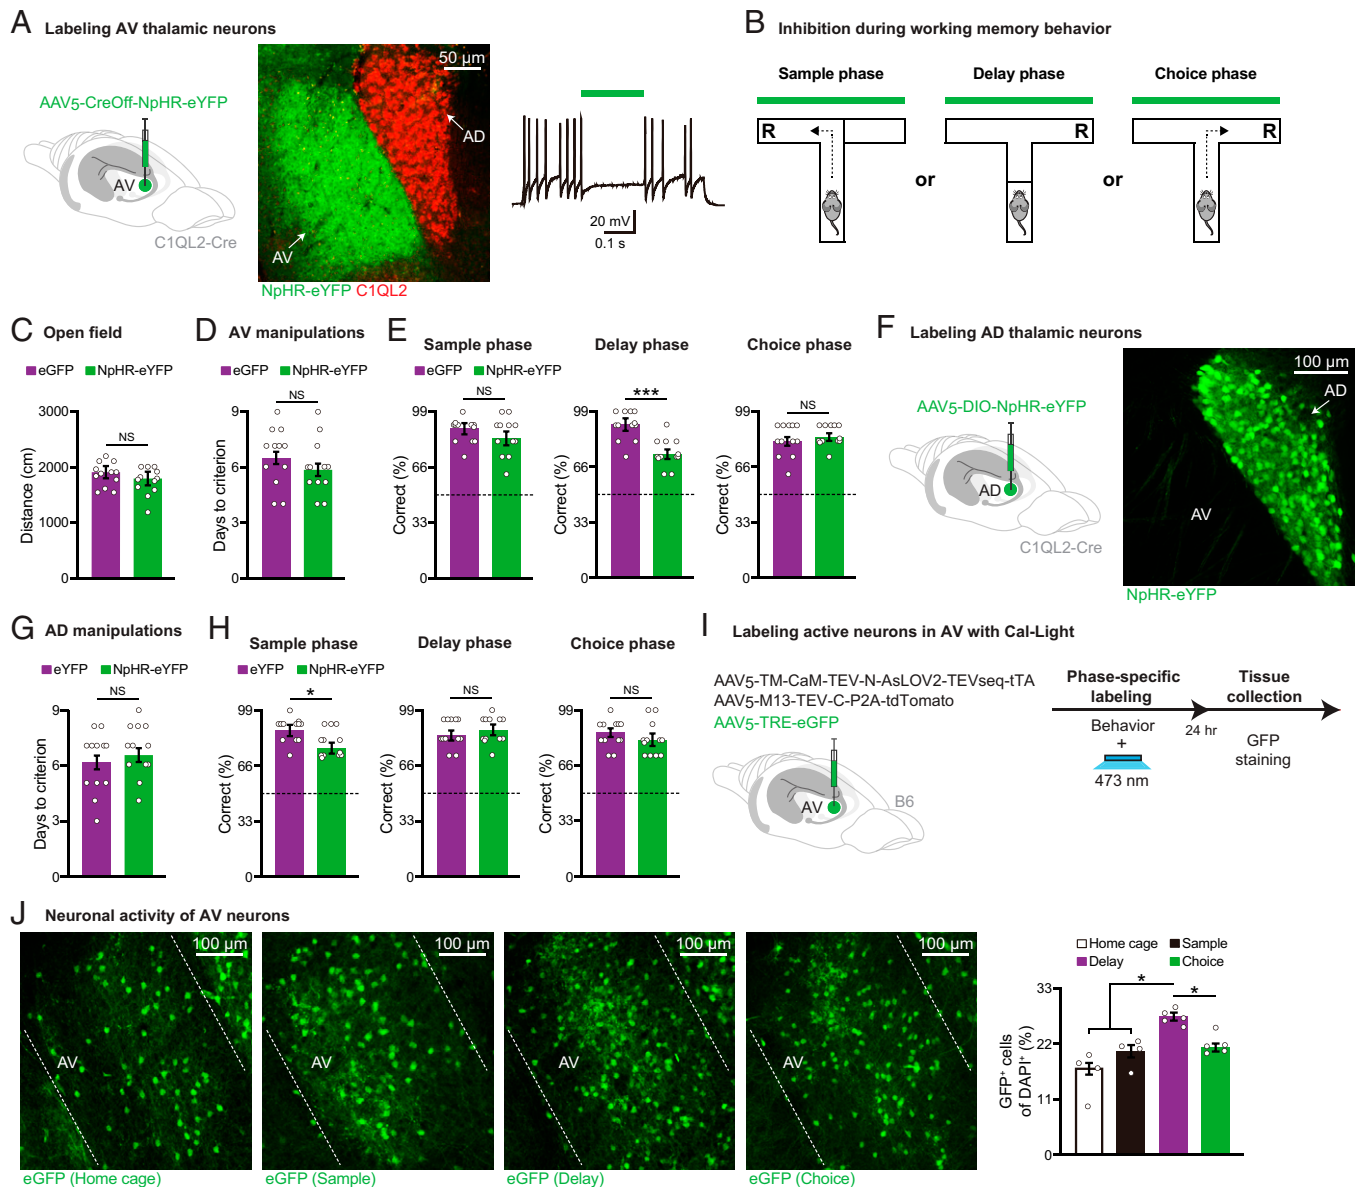 A Labeling AV thalamic neurons
AAV5-CreOff-NpHR-eYFP
AV
C1QL2-Cre
50 µm
AD
AV
NpHR-eYFP C1QL2
20 mV
0.1 s
B Inhibition during working memory behavior
Sample phase
Delay phase
Choice phase
R
or
R
or
R
C Open field
eGFP NpHR-eYFP
NS
3000
2000
1000
0
Distance (cm)
D AV manipulations
eGFP NpHR-eYFP
NS
9
6
3
0
Days to criterion
E
Sample phase
eGFP NpHR-eYFP
NS
99
66
33
0
Correct (%)
Delay phase
***
99
66
33
0
Correct (%)
Choice phase
NS
99
66
33
0
Correct (%)
F Labeling AD thalamic neurons
AAV5-DIO-NpHR-eYFP
AD
C1QL2-Cre
100 µm
AD
AV
NpHR-eYFP
G AD manipulations
eYFP NpHR-eYFP
NS
9
6
3
0
Days to criterion
H
Sample phase
eYFP NpHR-eYFP
*
99
66
33
0
Correct (%)
Delay phase
NS
99
66
33
0
Correct (%)
Choice phase
NS
99
66
33
0
Correct (%)
I Labeling active neurons in AV with Cal-Light
AAV5-TM-CaM-TEV-N-AsLOV2-TEVseq-tTA
AAV5-M13-TEV-C-P2A-tdTomato
AAV5-TRE-eGFP
AV
B6
Phase-specific
labeling
Behavior
+
473 nm
24 hr
Tissue
collection
GFP
staining
J Neuronal activity of AV neurons
100 µm
AV
eGFP (Home cage)
100 µm
AV
eGFP (Sample)
100 µm
AV
eGFP (Delay)
100 µm
AV
eGFP (Choice)
Home cage Sample
Delay Choice
*
*
33
22
11
0
GFP+ cells
of DAPI+ (%)